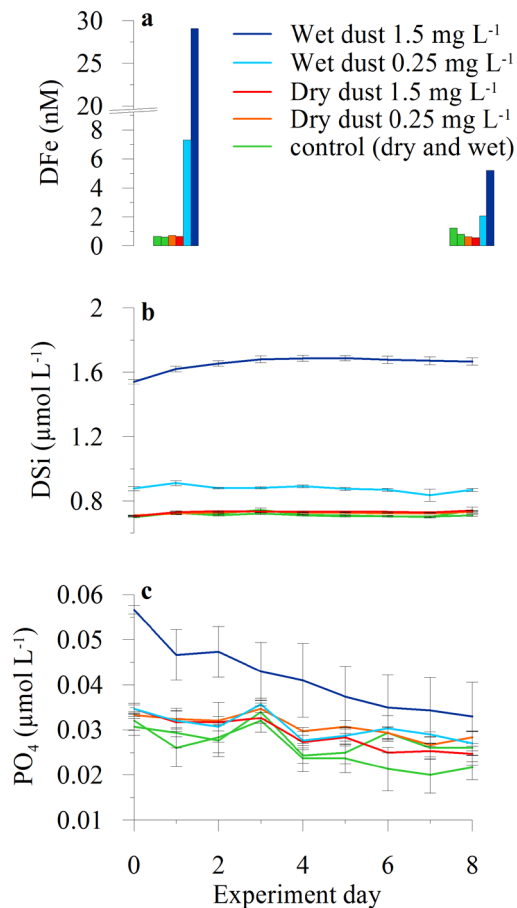 a
30
25
20
8
6
4
2
0
DFe (nM)
Wet dust 1.5 mg L⁻¹
Wet dust 0.25 mg L⁻¹
Dry dust 1.5 mg L⁻¹
Dry dust 0.25 mg L⁻¹
control (dry and wet)
b
2
1.6
1.2
0.8
DSi (μmol L⁻¹)
c
0.06
0.05
0.04
0.03
0.02
0.01
PO₄ (μmol L⁻¹)
0 2 4 6 8
Experiment day